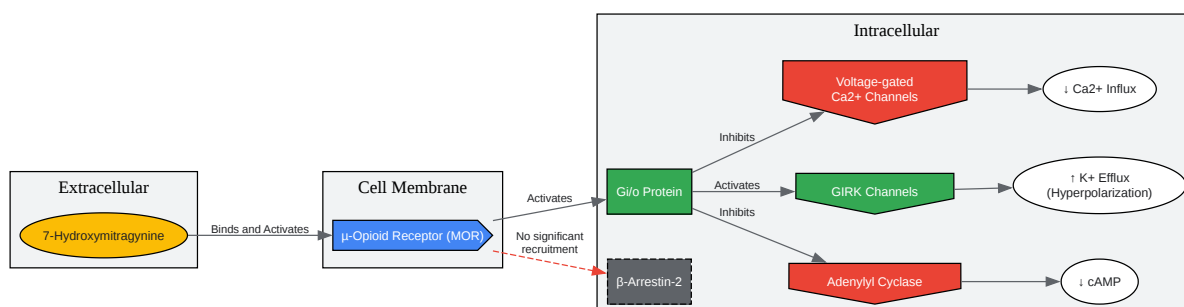 Intracellular
Voltage-gated
Ca2+ Channels
↓ Ca2+ Influx
Inhibits
Extracellular
7-Hydroxymitragynine
Binds and Activates
Cell Membrane
µ-Opioid Receptor (MOR)
Activates
No significant
recruitment
Gi/o Protein
Activates
GIRK Channels
↑ K+ Efflux
(Hyperpolarization)
Inhibits
β-Arrestin-2
Adenylyl Cyclase
↓ cAMP